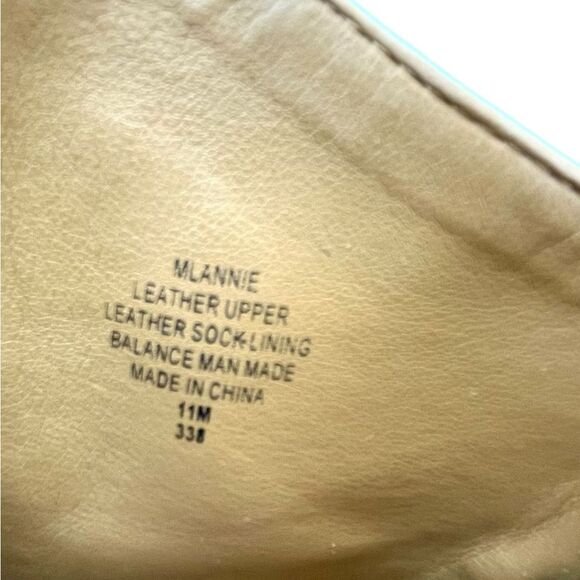 MLANNIE
LEATHER UPPER
LEATHER SOCK-LINING
BALANCE MAN MADE
MADE IN CHINA
11M
338